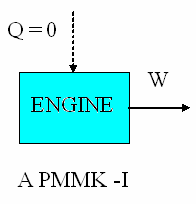 Q = 0
W
ENGINE
A PMMK -I